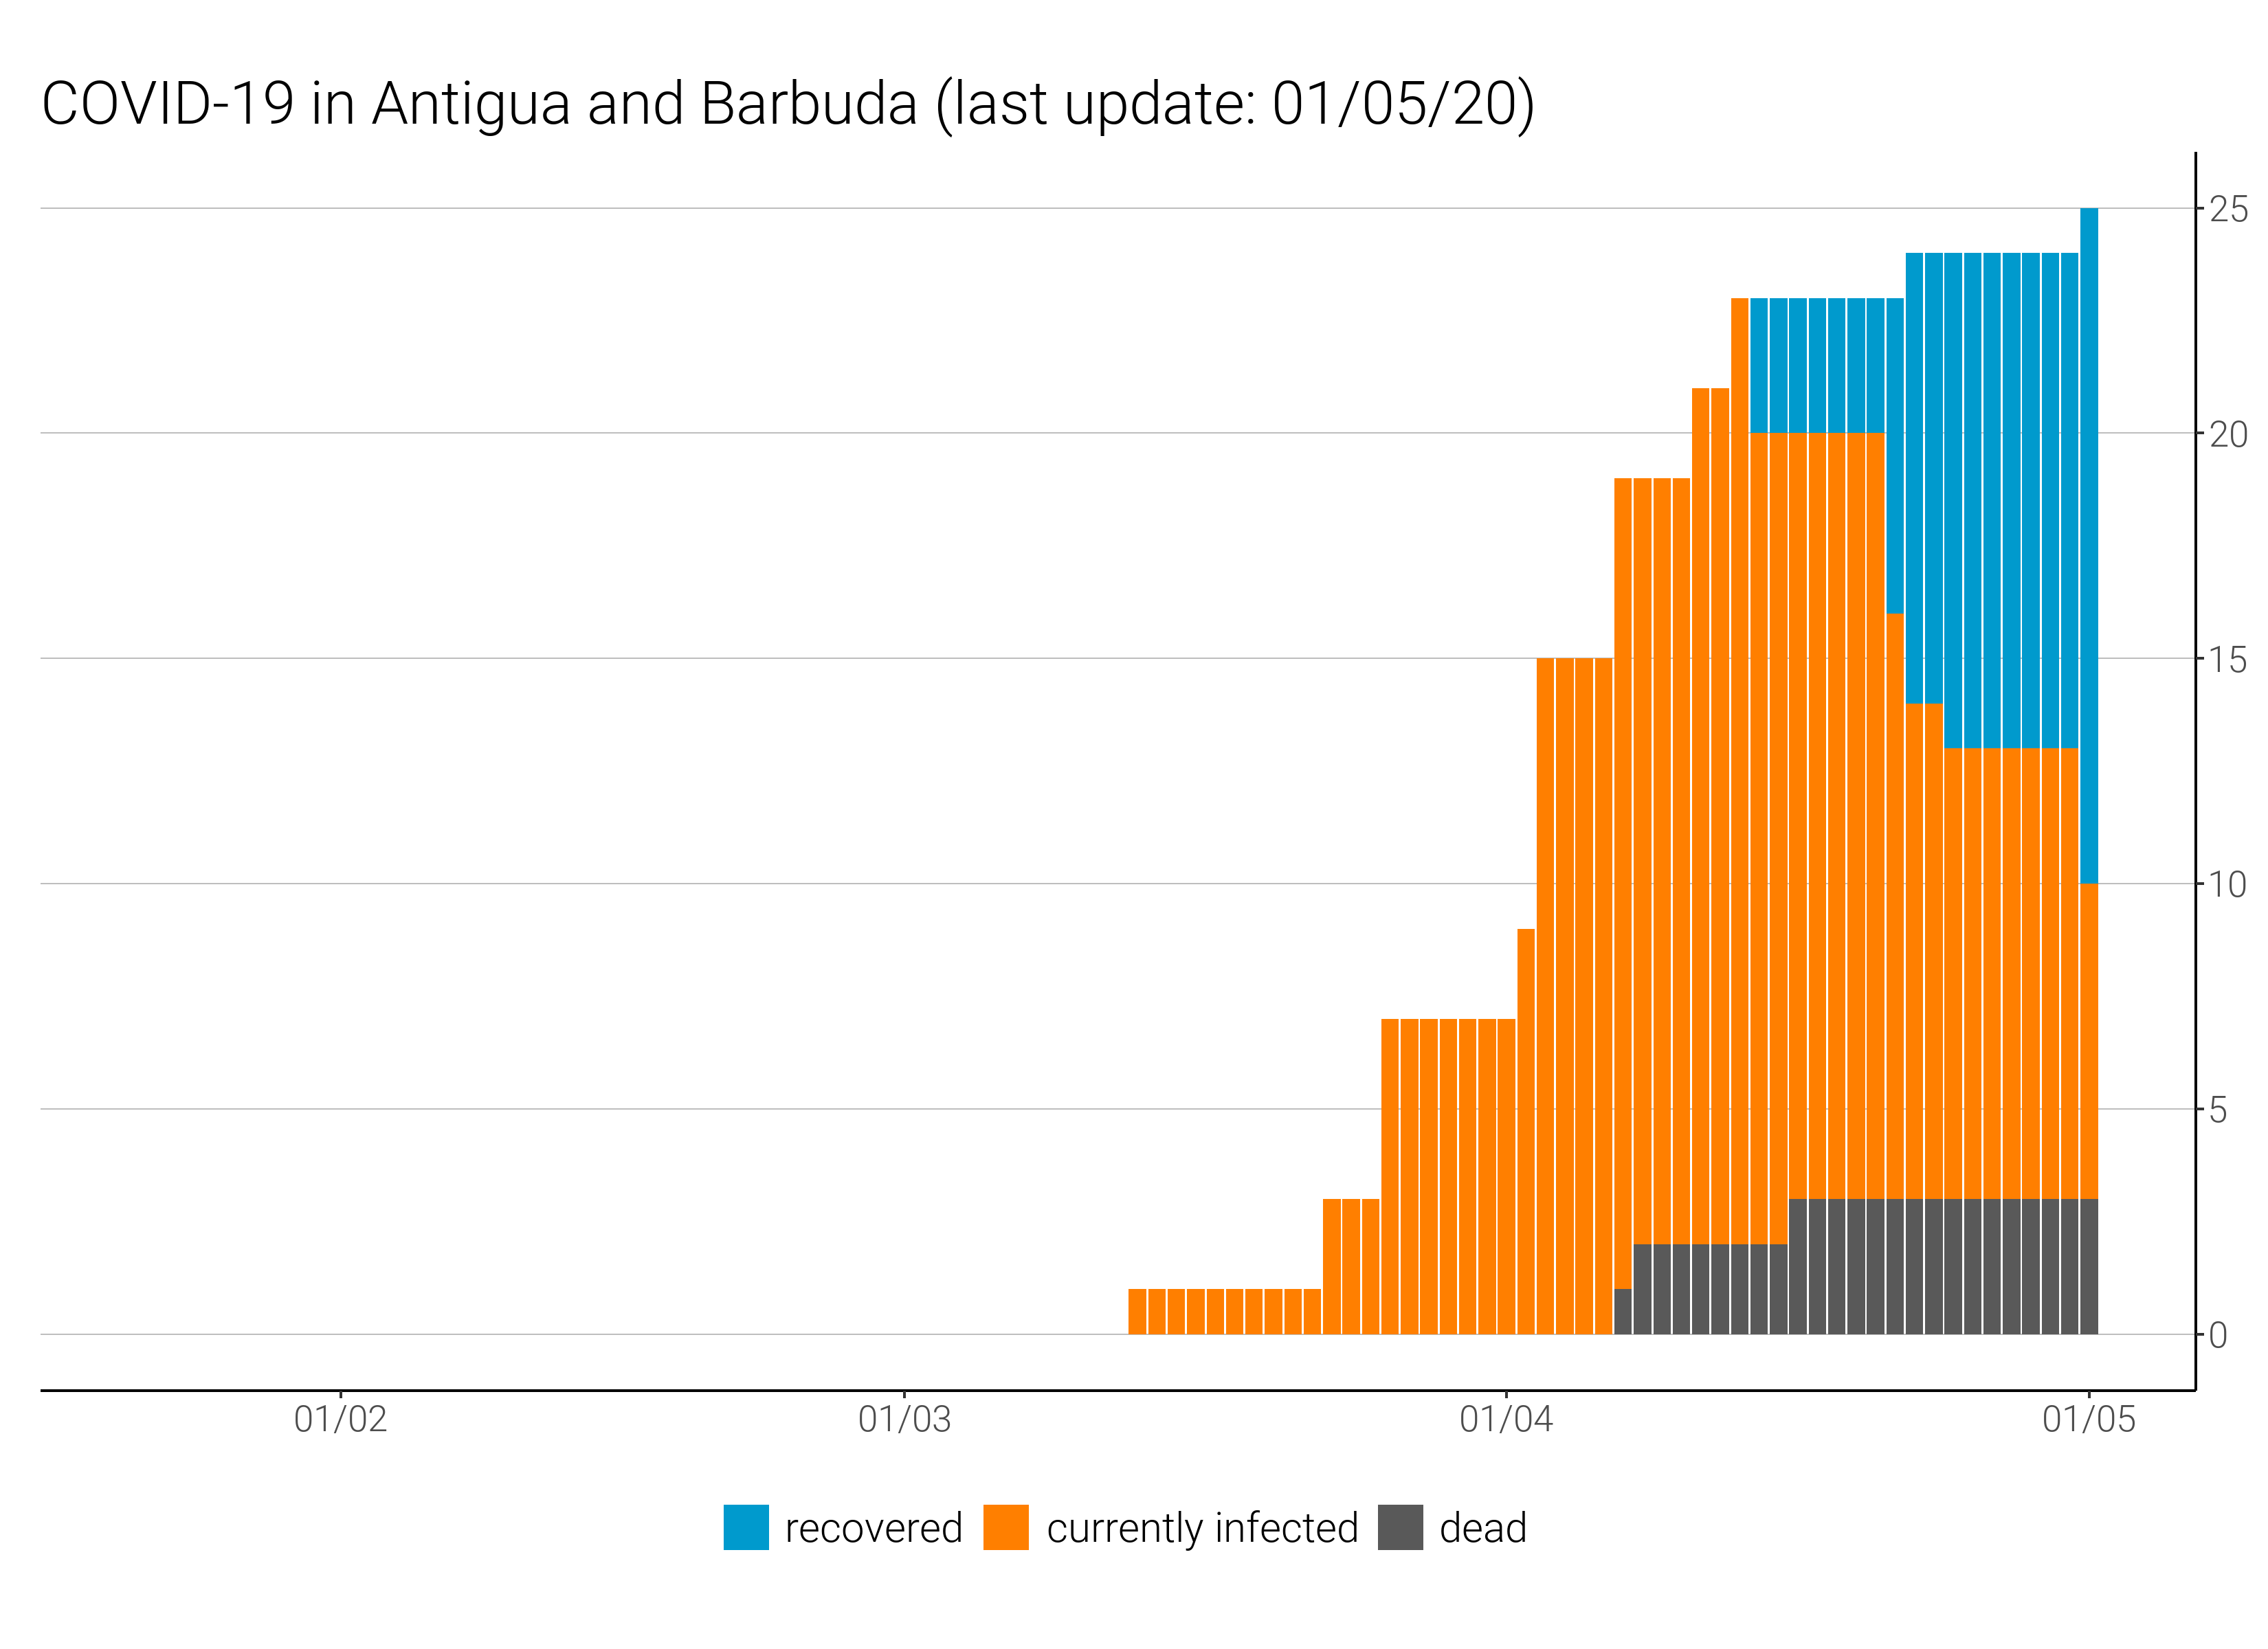 COVID-19 in Antigua and Barbuda (last update: 01/05/20)
25
20
15
10
5
0
01/02 01/03 01/04 01/05
recovered currently infected dead